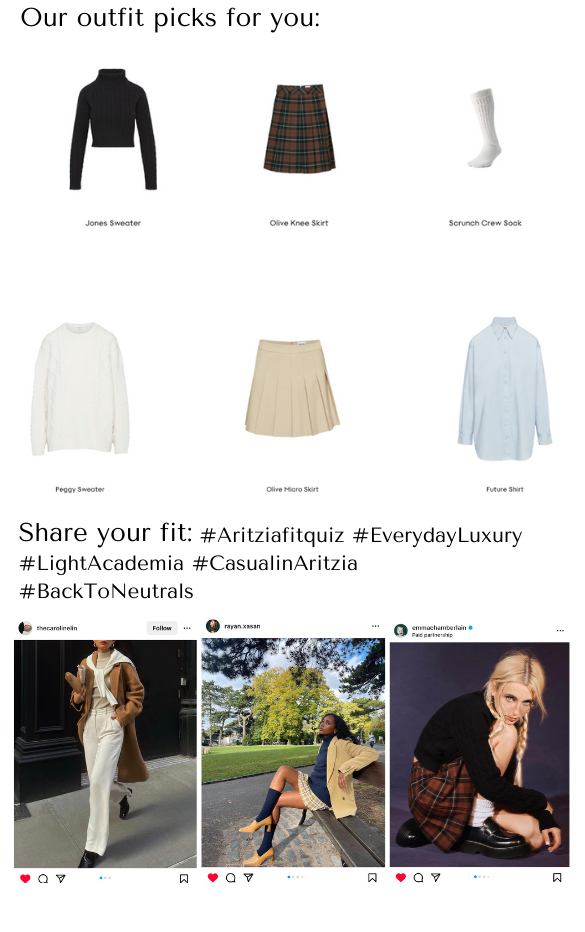 Our outfit picks for you:
Jones Sweater
Olive Knee Skirt
Scrunch Crew Sock
Peggy Sweater
Olive Micro Skirt
Future Shirt
Share your fit: #Aritziafitquiz #EverydayLuxury
#LightAcademia #CasualinAritzia
#BackToNeutrals
thecarolinelin
Follow
rayan.xasan
emmachamberlain
Paid partnership